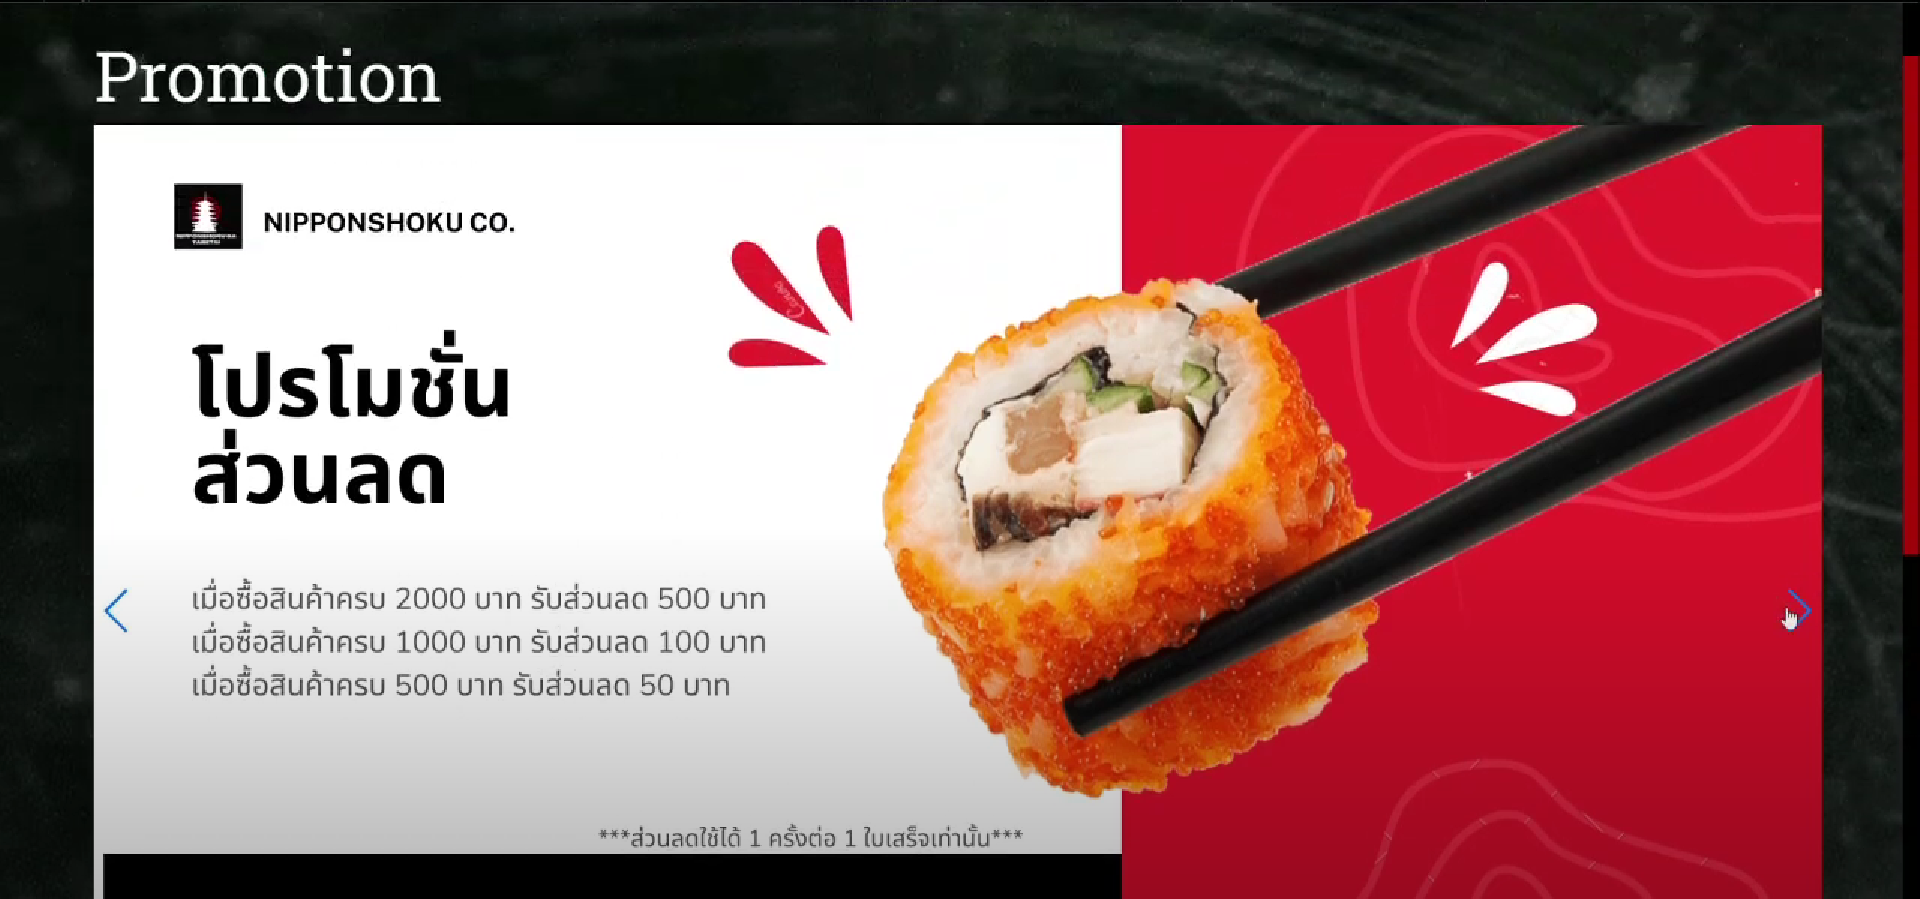 Promotion
NIPPONSHOKU CO.
โปรโมชั่น
ส่วนลด
เมื่อซื้อสินค้าครบ 2000 บาท รับส่วนลด 500 บาท
เมื่อซื้อสินค้าครบ 1000 บาท รับส่วนลด 100 บาท
เมื่อซื้อสินค้าครบ 500 บาท รับส่วนลด 50 บาท
***ส่วนลดใช้ได้ 1 ครั้งต่อ 1 ใบเสร็จเท่านั้น***